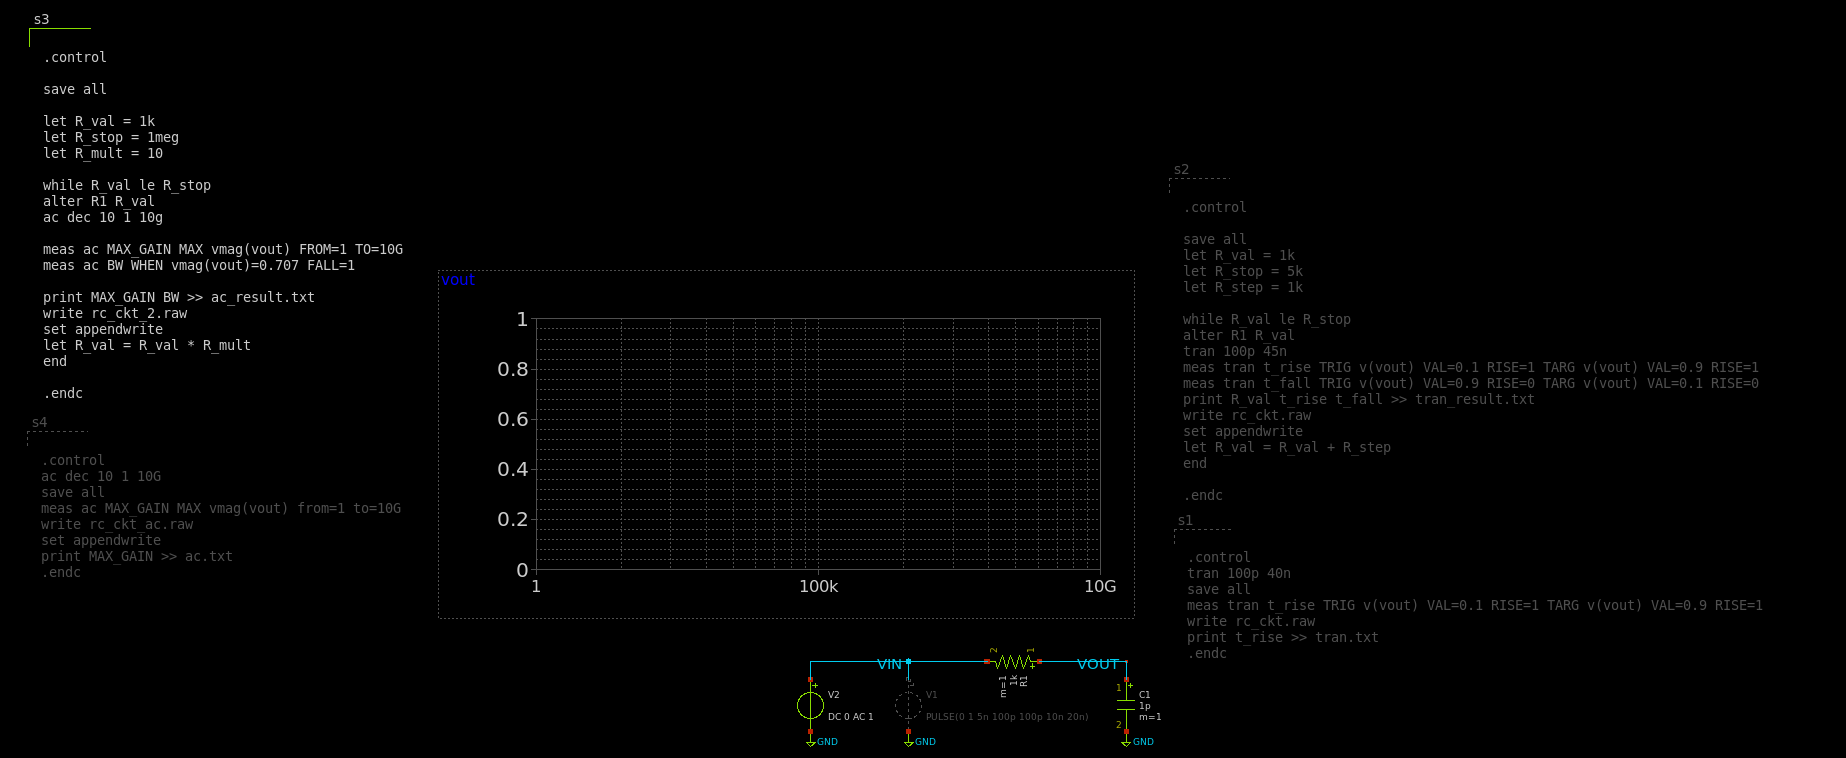 s3
.control
save all
let R_val = 1k
let R_stop = 1meg
let R_mult = 10
while R_val le R_stop
alter R1 R_val
ac dec 10 1 10g
meas ac MAX_GAIN MAX vmag(vout) FROM=1 TO=10G
meas ac BW WHEN vmag(vout)=0.707 FALL=1
print MAX_GAIN BW >> ac_result.txt
write rc_ckt_2.raw
set appendwrite
let R_val = R_val * R_mult
end
.endc
s4
.control
ac dec 10 1 10G
save all
meas ac MAX_GAIN MAX vmag(vout) from=1 to=10G
write rc_ckt_ac.raw
set appendwrite
print MAX_GAIN >> ac.txt
.endc
vout
1
0.8
0.6
0.4
0.2
0
1
100k
10G
s2
.control
save all
let R_val = 1k
let R_stop = 5k
let R_step = 1k
while R_val le R_stop
alter R1 R_val
tran 100p 45n
meas tran t_rise TRIG v(vout) VAL=0.1 RISE=1 TARG v(vout) VAL=0.9 RISE=1
meas tran t_fall TRIG v(vout) VAL=0.9 RISE=0 TARG v(vout) VAL=0.1 RISE=0
print R_val t_rise t_fall >> tran_result.txt
write rc_ckt.raw
set appendwrite
let R_val = R_val + R_step
end
.endc
s1
.control
tran 100p 40n
save all
meas tran t_rise TRIG v(vout) VAL=0.1 RISE=1 TARG v(vout) VAL=0.9 RISE=1
write rc_ckt.raw
print t_rise >> tran.txt
.endc
VIN
2
1
m=1
1k
R1
VOUT
V2
DC 0 AC 1
GND
V1
PULSE(0 1 5n 100p 100p 10n 20n)
GND
1
C1
1p
m=1
2
GND